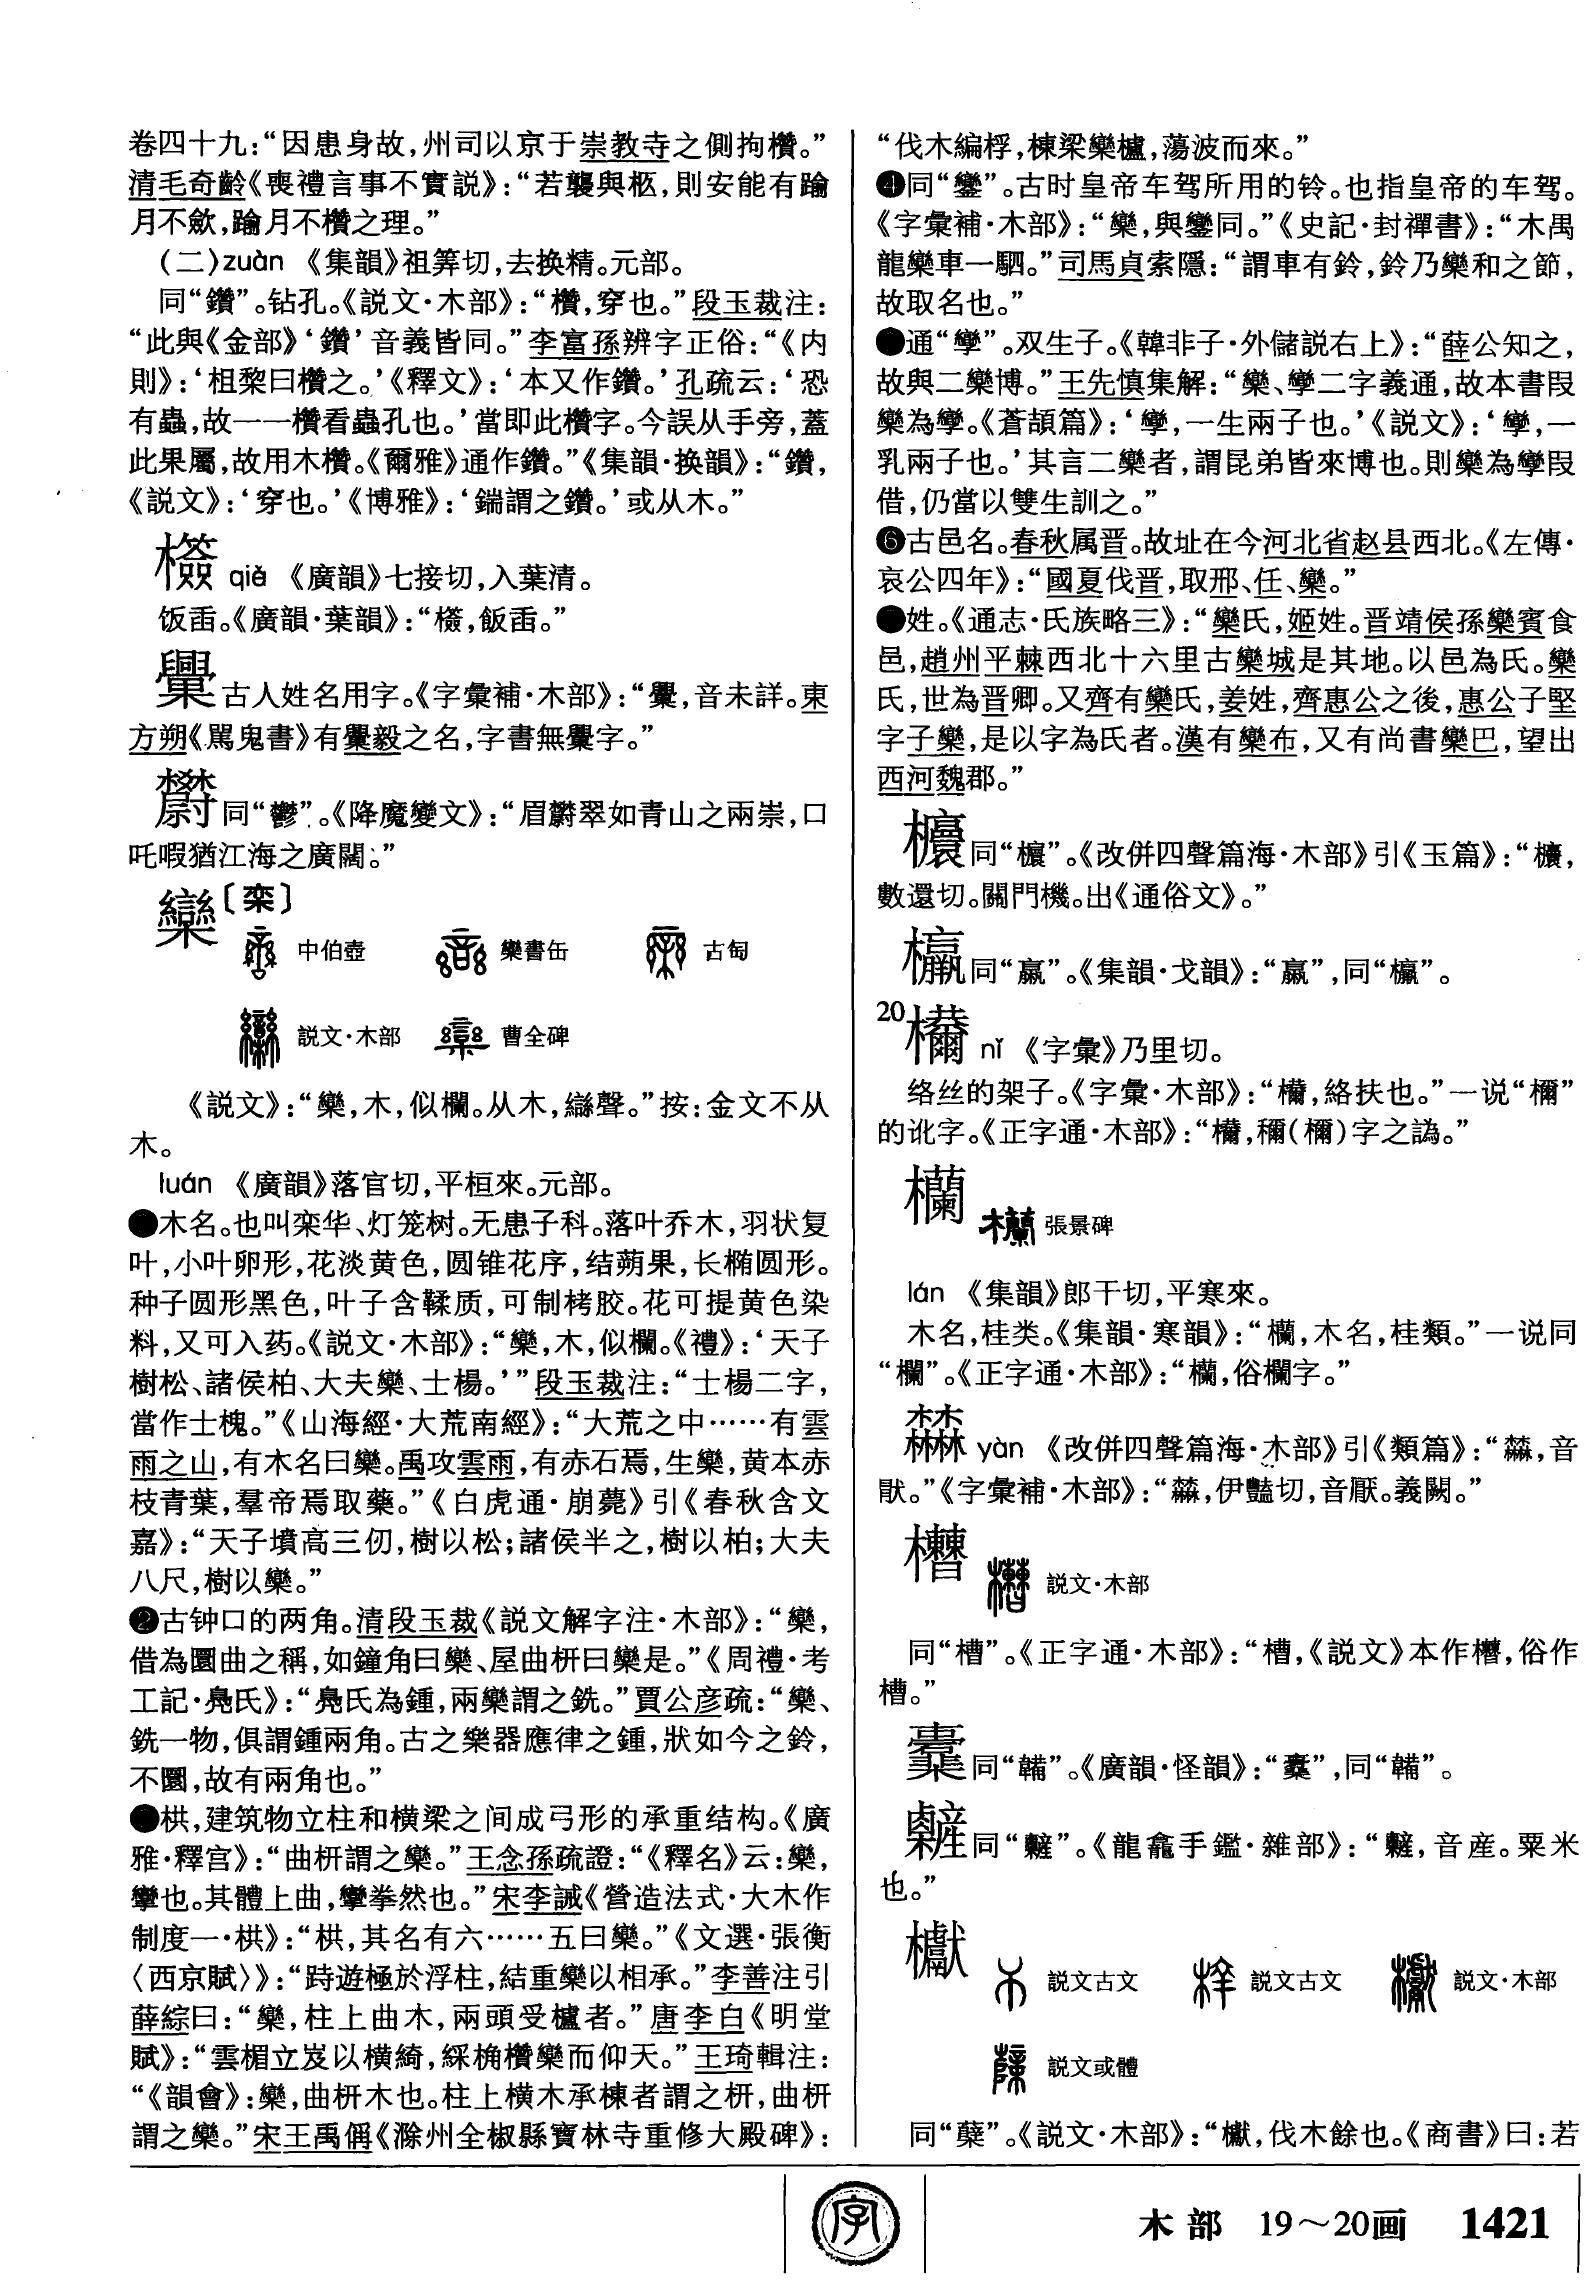 卷四十九：“因患身故，州司以京于崇教寺之側拘欑。”
清毛奇齡《喪禮言事不實説》：“若襲與柩，則安能有踰
月不斂，踰月不欑之理。”
（二）zuàn 《集韻》祖筭切，去换精。元部。
同“鑽”。钻孔。《説文·木部》：“欑，穿也。”段玉裁注：
“此與《金部》‘鑽’音義皆同。”李富孫辨字正俗：“《内
則》：‘柤棃曰欑之。’《釋文》：‘本又作鑽。’孔疏云：‘恐
有蟲，故一一欑看蟲孔也。’當即此欑字。今誤从手旁，蓋
此果屬，故用木欑。《爾雅》通作鑽。”《集韻·换韻》：“鑽，
《説文》：‘穿也。’《博雅》：‘鍴謂之鑽。’或从木。”
qiè 《廣韻》七接切，入葉清。
饭臿。《廣韻·葉韻》：“，飯臿。”
古人姓名用字。《字彙補·木部》：“，音未詳。東
方朔《駡鬼書》有毅之名，字書無字。”
同“鬱”。《降魔變文》：“眉欝翠如青山之兩崇，口
吒㗇猶江海之廣闊。”
欒〔栾〕
中伯壺 欒書缶 古匋
説文·木部 曹全碑
《説文》：“欒，木，似欄。从木，䜌聲。”按：金文不从
木。
luán 《廣韻》落官切，平桓來。元部。
❶木名。也叫栾华、灯笼树。无患子科。落叶乔木，羽状复
叶，小叶卵形，花淡黄色，圆锥花序，结蒴果，长椭圆形。
种子圆形黑色，叶子含鞣质，可制栲胶。花可提黄色染
料，又可入药。《説文·木部》：“欒，木，似欄。《禮》：‘天子
樹松、諸侯柏、大夫欒、士楊。’”段玉裁注：“士楊二字，
當作士槐。”《山海經·大荒南經》：“大荒之中……有雲
雨之山，有木名曰欒。禹攻雲雨，有赤石焉，生欒，黄本赤
枝青葉，羣帝焉取藥。”《白虎通·崩薨》引《春秋含文
嘉》：“天子墳高三仞，樹以松；諸侯半之，樹以柏；大夫
八尺，樹以欒。”
❷古钟口的两角。清段玉裁《説文解字注·木部》：“欒，
借為圜曲之稱，如鐘角曰欒、屋曲枅曰欒是。”《周禮·考
工記·鳧氏》：“鳧氏為鍾，兩欒謂之銑。”賈公彦疏：“欒、
銑一物，俱謂鍾兩角。古之樂器應律之鍾，狀如今之鈴，
不圜，故有兩角也。”
❸栱，建筑物立柱和横梁之间成弓形的承重结构。《廣
雅·釋宫》：“曲枅謂之欒。”王念孫疏證：“《釋名》云：欒，
攣也。其體上曲，攣拳然也。”宋李誡《營造法式·大木作
制度一·栱》：“栱，其名有六……五曰欒。”《文選·張衡
〈西京賦〉》：“跱遊極於浮柱，結重欒以相承。”李善注引
薛綜曰：“欒，柱上曲木，兩頭受櫨者。”唐李白《明堂
賦》：“雲楣立岌以横綺，綵桷欑欒而仰天。”王琦輯注：
“《韻會》：欒，曲枅木也。柱上横木承棟者謂之枅，曲枅
謂之欒。”宋王禹偁《滁州全椒縣寶林寺重修大殿碑》：
“伐木編桴，棟梁欒櫨，蕩波而來。”
❹同“鑾”。古时皇帝车驾所用的铃。也指皇帝的车驾。
《字彙補·木部》：“欒，與鑾同。”《史記·封禪書》：“木禺
龍欒車一駟。”司馬貞索隱：“謂車有鈴，鈴乃欒和之節，
故取名也。”
❺通“孿”。双生子。《韓非子·外儲説右上》：“薛公知之，
故與二欒博。”王先慎集解：“欒、孿二字義通，故本書叚
欒為孿。《蒼頡篇》：‘孿，一生兩子也。’《説文》：‘孿，一
乳兩子也。’其言二欒者，謂昆弟皆來博也。則欒為孿叚
借，仍當以雙生訓之。”
❻古邑名。春秋属晋。故址在今河北省赵县西北。《左傳·
哀公四年》：“國夏伐晋，取邢、任、欒。”
❼姓。《通志·氏族略三》：“欒氏，姬姓。晋靖侯孫欒賓食
邑，趙州平棘西北十六里古欒城是其地。以邑為氏。欒
氏，世為晋卿。又齊有欒氏，姜姓，齊惠公之後，惠公子堅
字子欒，是以字為氏者。漢有欒布，又有尚書欒巴，望出
西河魏郡。”
同“櫰”。《改併四聲篇海·木部》引《玉篇》：“，
數還切。關門機。出《通俗文》。”
同“”。《集韻·戈韻》：“”，同“”。
20
nǐ 《字彙》乃里切。
络丝的架子。《字彙·木部》：“，絡扶也。”一说“檷”
的讹字。《正字通·木部》：“，穪（檷）字之譌。”
欗 張景碑
lán 《集韻》郎干切，平寒來。
木名，桂类。《集韻·寒韻》：“欗，木名，桂類。”一说同
“欄”。《正字通·木部》：“欗，俗欄字。”
yàn 《改併四聲篇海·木部》引《類篇》：“，音
猒。”《字彙補·木部》：“，伊豔切，音厭。義闕。”
説文·木部
同“槽”。《正字通·木部》：“槽，《説文》本作，俗作
槽。”
同“”。《廣韻·怪韻》：“”，同“”。
同“”。《龍龕手鑑·雜部》：“，音産。粟米
也。”
㰕 説文古文 説文古文 説文·木部
説文或體
同“蘖”。《説文·木部》：“㰕，伐木餘也。《商書》曰：若
字
木部 19～20画 1421